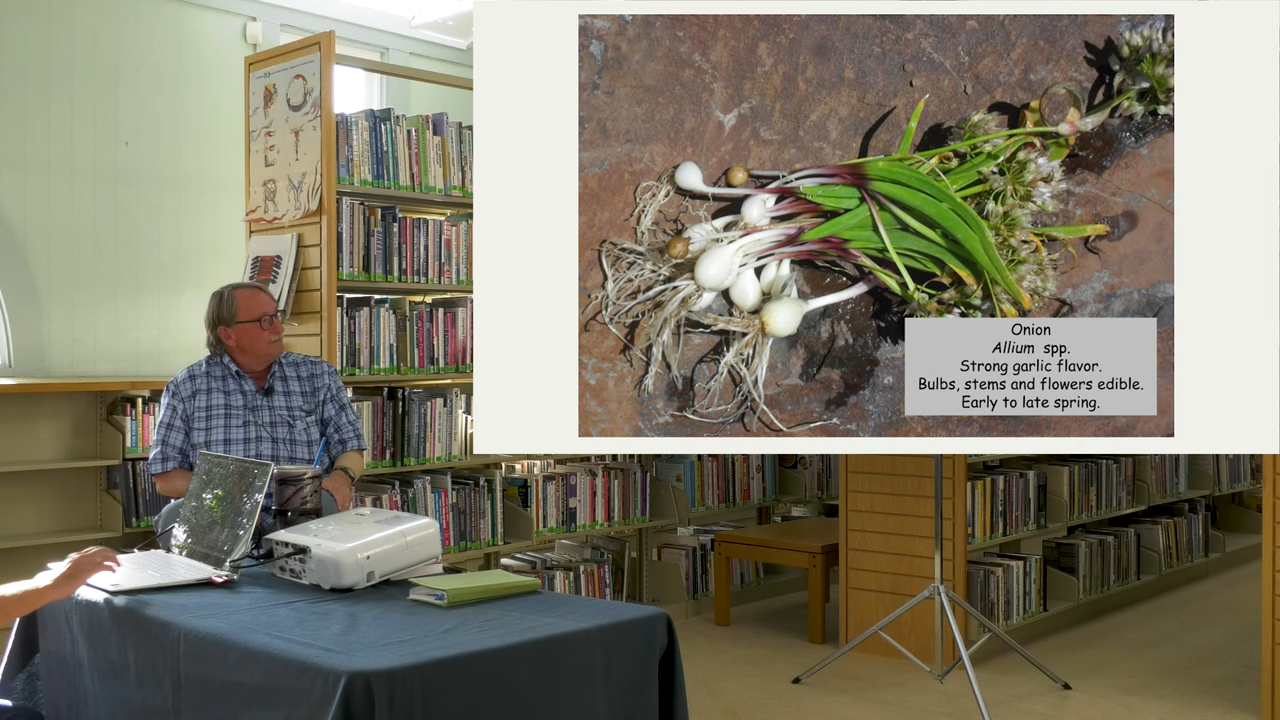 Onion
Allium spp.
Strong garlic flavor.
Bulbs, stems and flowers edible.
Early to late spring.